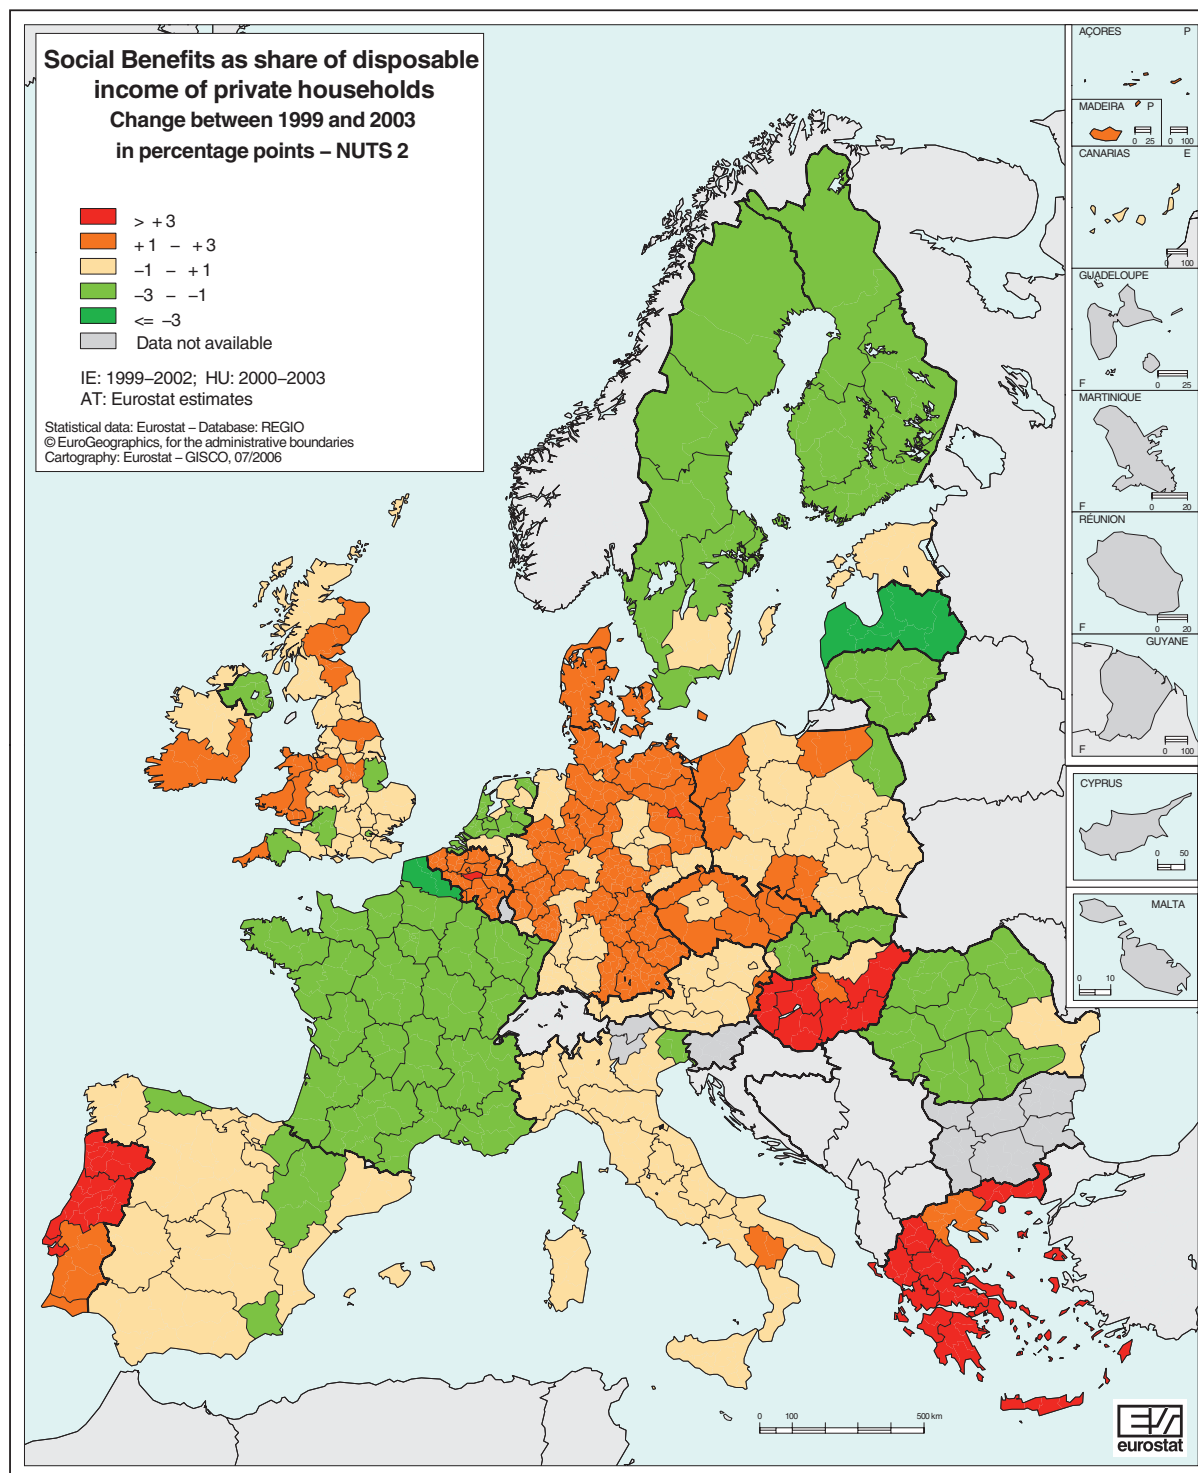 Social Benefits as share of disposable
income of private households
Change between 1999 and 2003
in percentage points – NUTS 2
> +3
+1 – +3
–1 – +1
–3 – –1
<= –3
Data not available
IE: 1999–2002; HU: 2000–2003
AT: Eurostat estimates
Statistical data: Eurostat – Database: REGIO
© EuroGeographics, for the administrative boundaries
Cartography: Eurostat – GISCO, 07/2006
AÇORES P
MADEIRA P
0 25 0 100
CANARIAS E
0 100
GUADELOUPE
F 0 25
MARTINIQUE
F 0 20
RÉUNION
F 0 20
GUYANE
F 0 100
CYPRUS
0 50
MALTA
0 10
0 100 500 km
eurostat